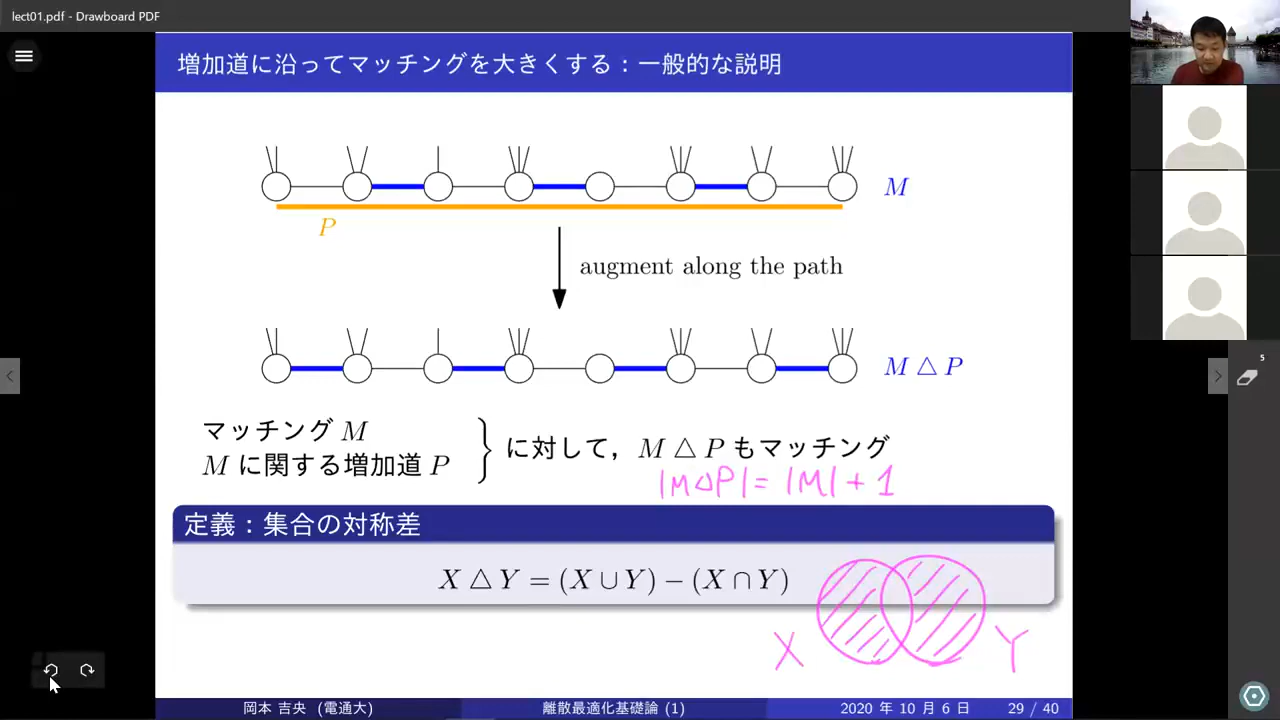 lect01.pdf - Drawboard PDF
増加道に沿ってマッチングを大きくする：一般的な説明
M
P
augment along the path
M △ P
マッチング M
M に関する増加道 P
に対して，M △ P もマッチング
|M△P| = |M| + 1
定義：集合の対称差
X △ Y = (X ∪ Y) − (X ∩ Y)
X
Y
岡本 吉央 (電通大)
離散最適化基礎論 (1)
2020 年 10 月 6 日
29 / 40
5